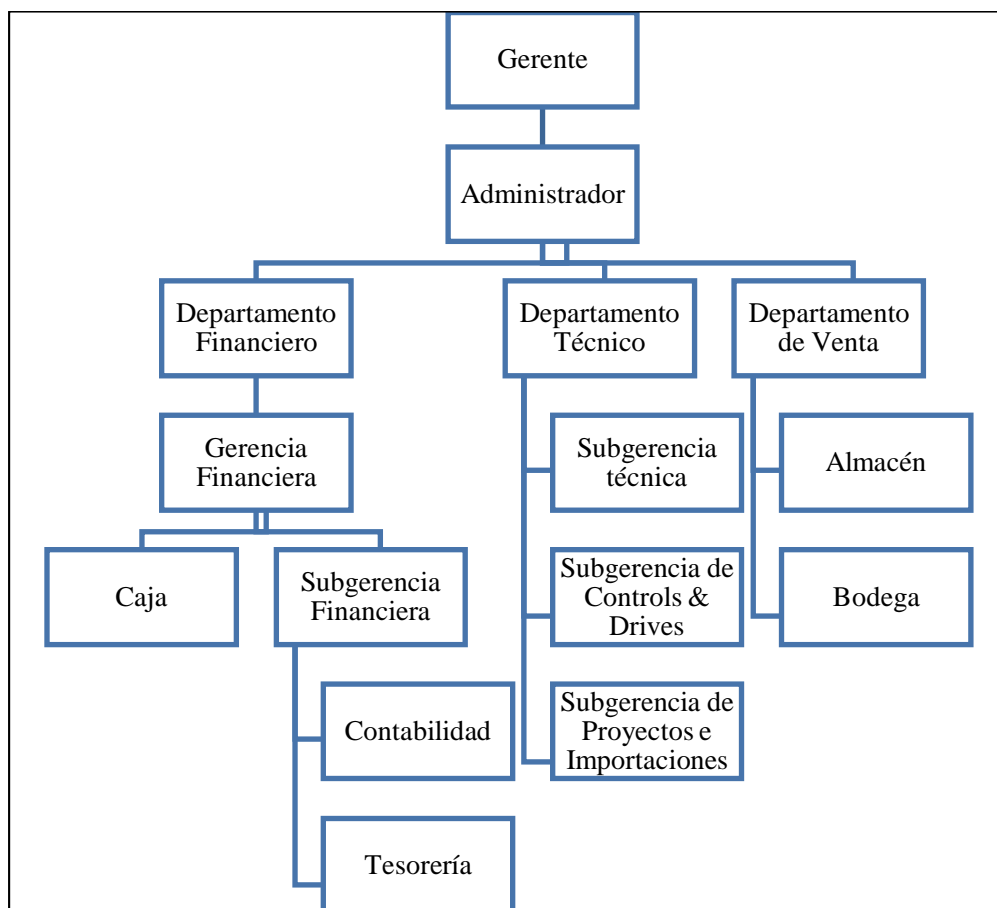 Gerente
Administrador
Departamento
Financiero
Departamento
Técnico
Departamento
de Venta
Gerencia
Financiera
Subgerencia
técnica
Almacén
Caja
Subgerencia
Financiera
Subgerencia de
Controls &
Drives
Bodega
Contabilidad
Subgerencia de
Proyectos e
Importaciones
Tesorería